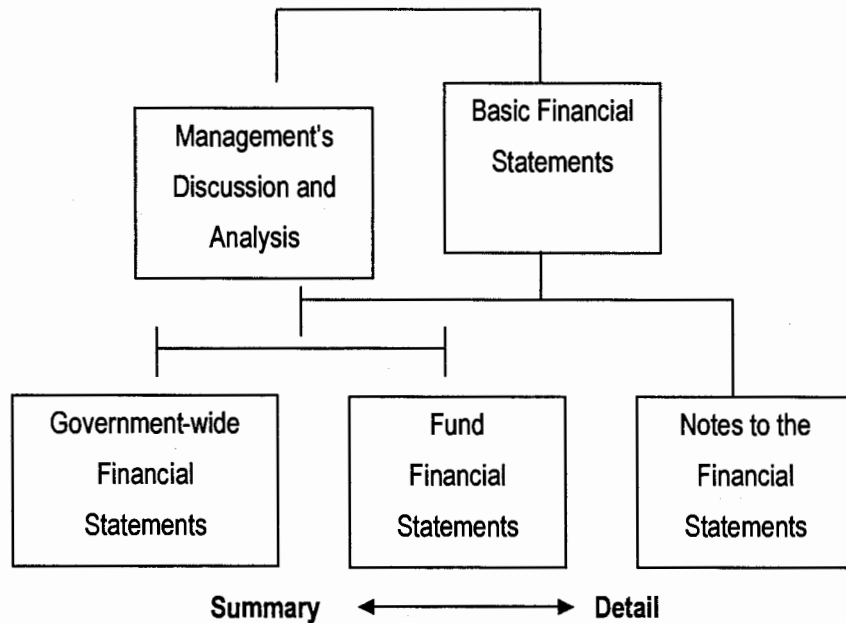 Management's
Discussion and
Analysis
Basic Financial
Statements
Government-wide
Financial
Statements
Fund
Financial
Statements
Notes to the
Financial
Statements
Summary
Detail